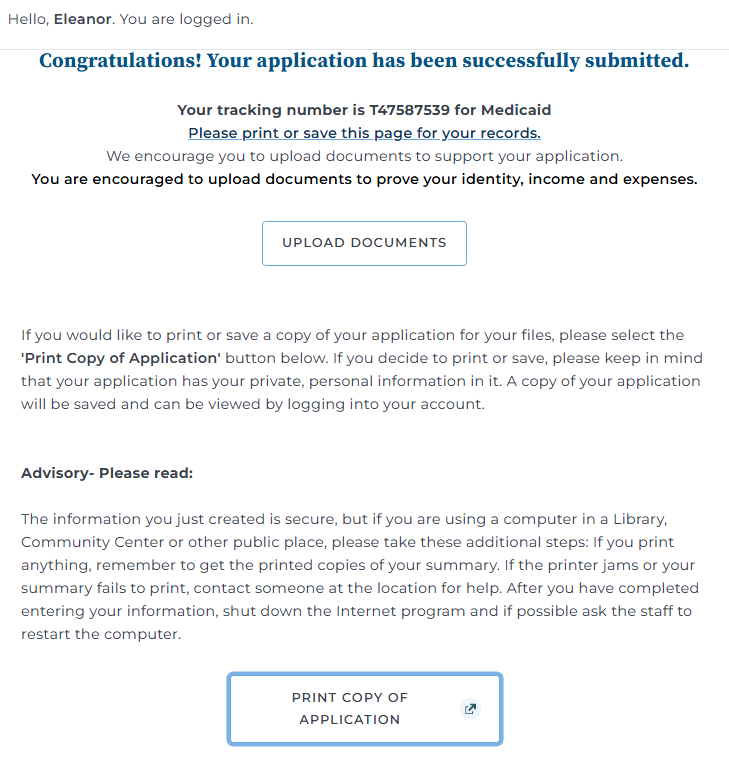 Hello, Eleanor. You are logged in.
Congratulations! Your application has been successfully submitted.
Your tracking number is T47587539 for Medicaid
Please print or save this page for your records.
We encourage you to upload documents to support your application.
You are encouraged to upload documents to prove your identity, income and expenses.
UPLOAD DOCUMENTS
If you would like to print or save a copy of your application for your files, please select the
'Print Copy of Application' button below. If you decide to print or save, please keep in mind
that your application has your private, personal information in it. A copy of your application
will be saved and can be viewed by logging into your account.
Advisory- Please read:
The information you just created is secure, but if you are using a computer in a Library,
Community Center or other public place, please take these additional steps: If you print
anything, remember to get the printed copies of your summary. If the printer jams or your
summary fails to print, contact someone at the location for help. After you have completed
entering your information, shut down the Internet program and if possible ask the staff to
restart the computer.
PRINT COPY OF
APPLICATION